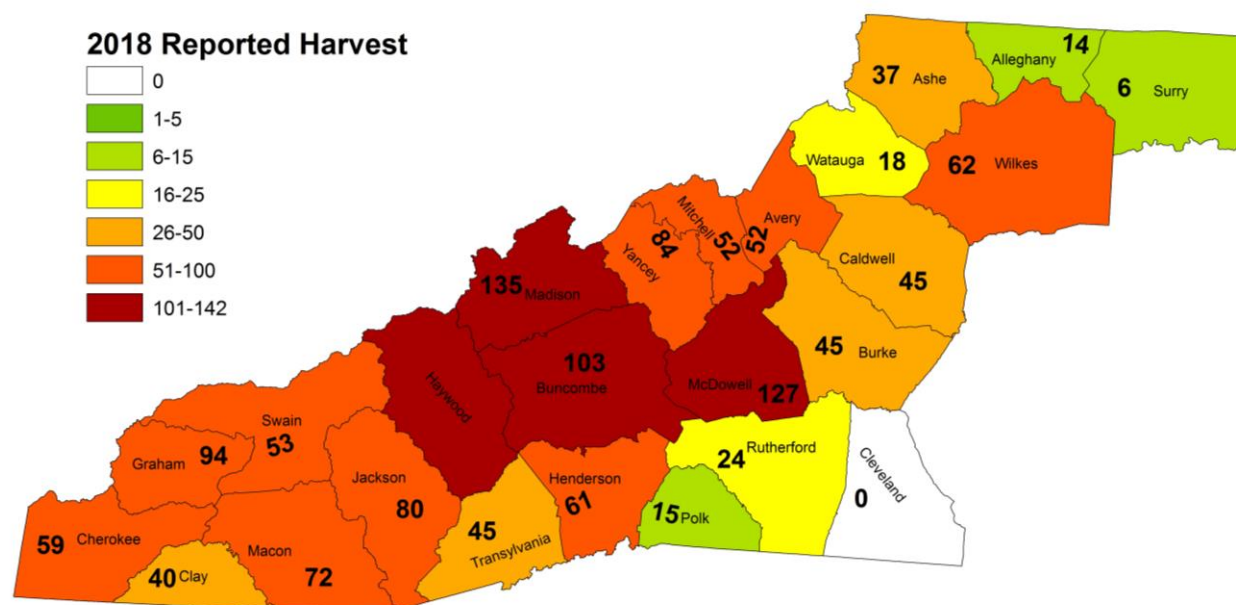 2018 Reported Harvest
0
1-5
6-15
16-25
26-50
51-100
101-142
37 Ashe
Alleghany 14
6 Surry
Watauga 18
62 Wilkes
Mitchell 52
Avery 52
Yancey 84
Caldwell 45
135 Madison
45 Burke
103 Buncombe
McDowell 127
Haywood
Swain 53
Graham 94
Jackson 80
Henderson 61
24 Rutherford
Cleveland 0
15 Polk
45 Transylvania
59 Cherokee
Macon 72
40 Clay